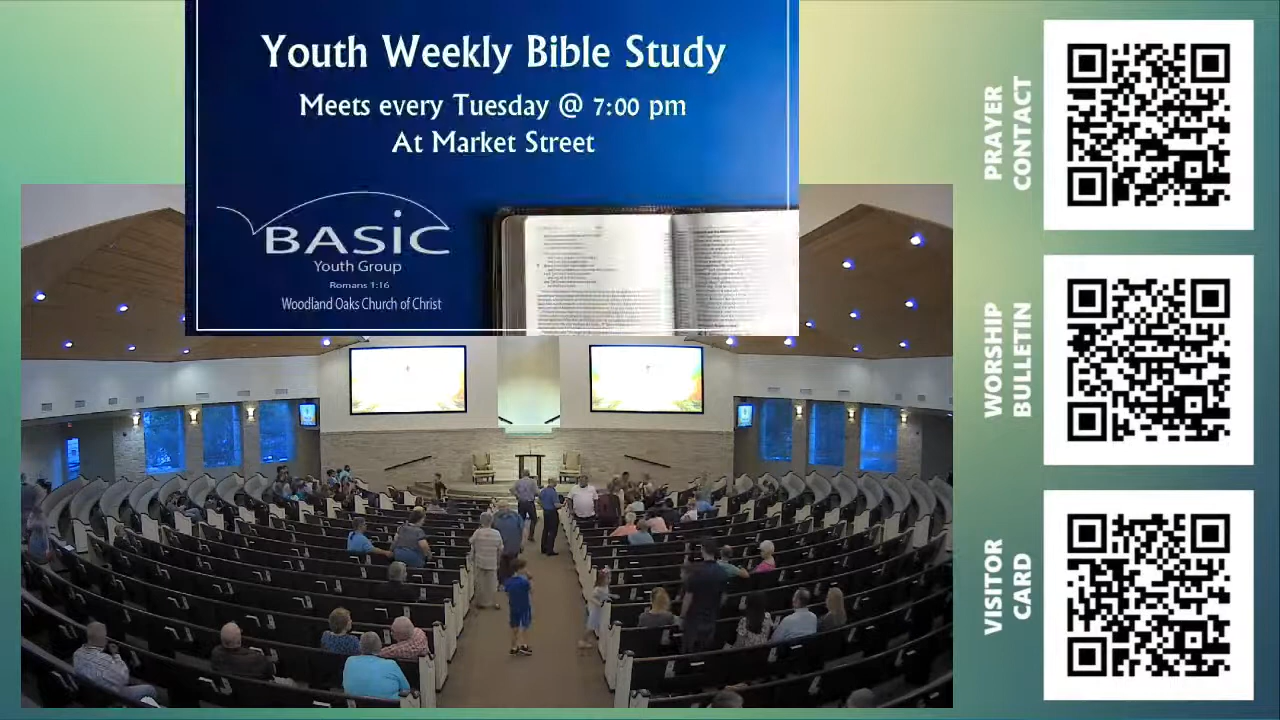 Youth Weekly Bible Study
Meets every Tuesday @ 7:00 pm
At Market Street
BASIC
Youth Group
Romans 1:16
Woodland Oaks Church of Christ
PRAYER
CONTACT
WORSHIP
BULLETIN
VISITOR
CARD